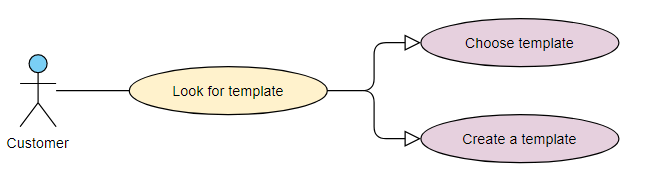 Choose template
Look for template
Create a template
Customer